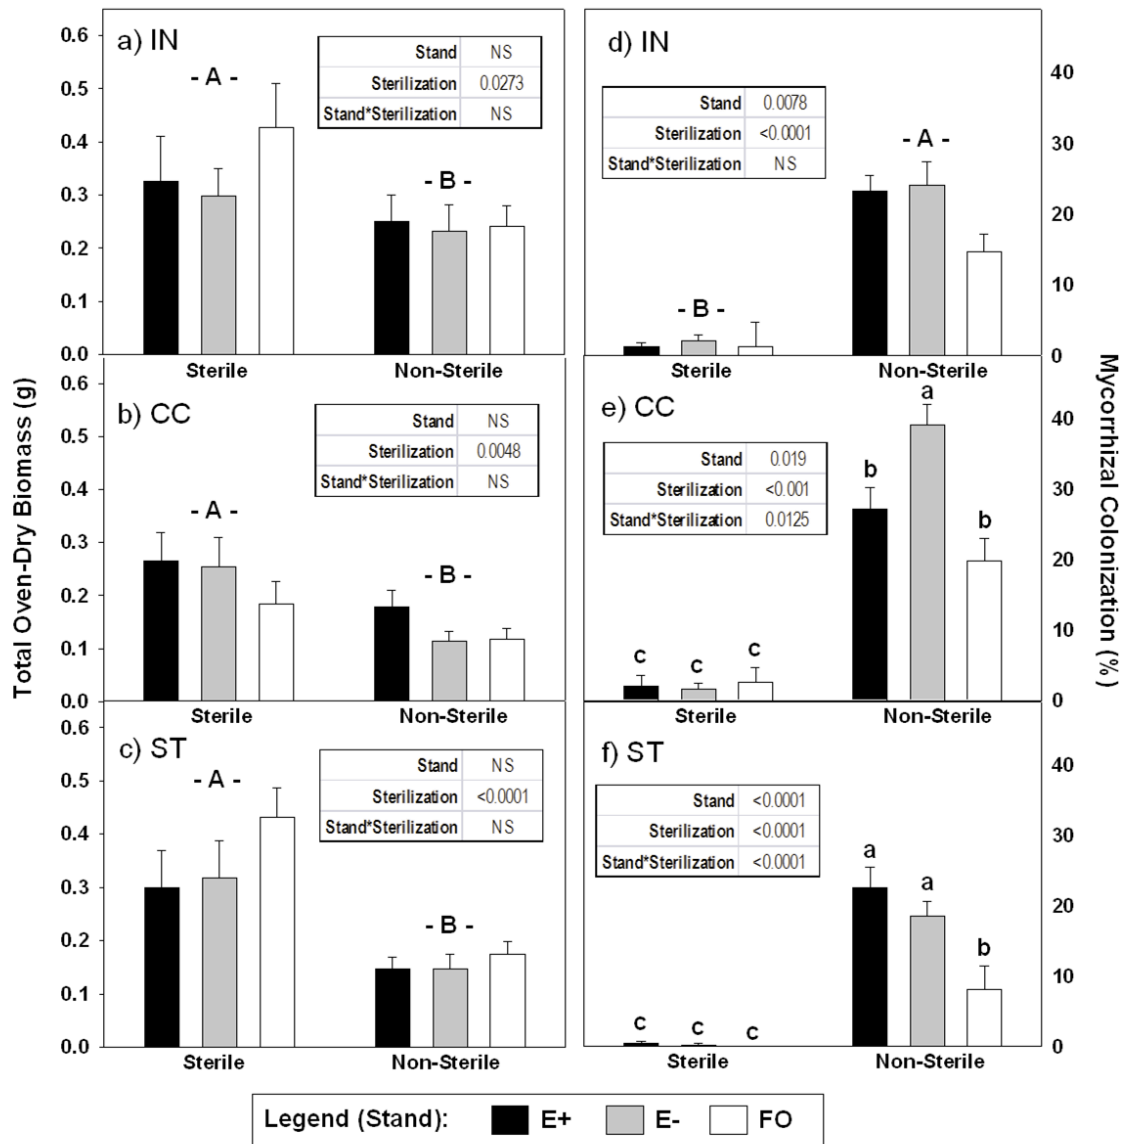 a) IN
- A -
Stand NS
Sterilization 0.0273
Stand*Sterilization NS
- B -
0.6
0.5
0.4
0.3
0.2
0.1
0.0
Sterile Non-Sterile
b) CC
- A -
Stand NS
Sterilization 0.0048
Stand*Sterilization NS
- B -
0.6
0.5
0.4
0.3
0.2
0.1
0.0
Sterile Non-Sterile
c) ST
- A -
Stand NS
Sterilization <0.0001
Stand*Sterilization NS
- B -
0.6
0.5
0.4
0.3
0.2
0.1
0.0
Sterile Non-Sterile
Total Oven-Dry Biomass (g)
d) IN
Stand 0.0078
Sterilization <0.0001
Stand*Sterilization NS
- A -
- B -
40
30
20
10
0
Sterile Non-Sterile
e) CC
Stand 0.019
Sterilization <0.001
Stand*Sterilization 0.0125
a
b
b
c c c
40
30
20
10
0
Sterile Non-Sterile
f) ST
Stand <0.0001
Sterilization <0.0001
Stand*Sterilization <0.0001
a
a
b
c c c
40
30
20
10
0
Sterile Non-Sterile
Mycorrhizal Colonization (%)
Legend (Stand): E+ E- FO